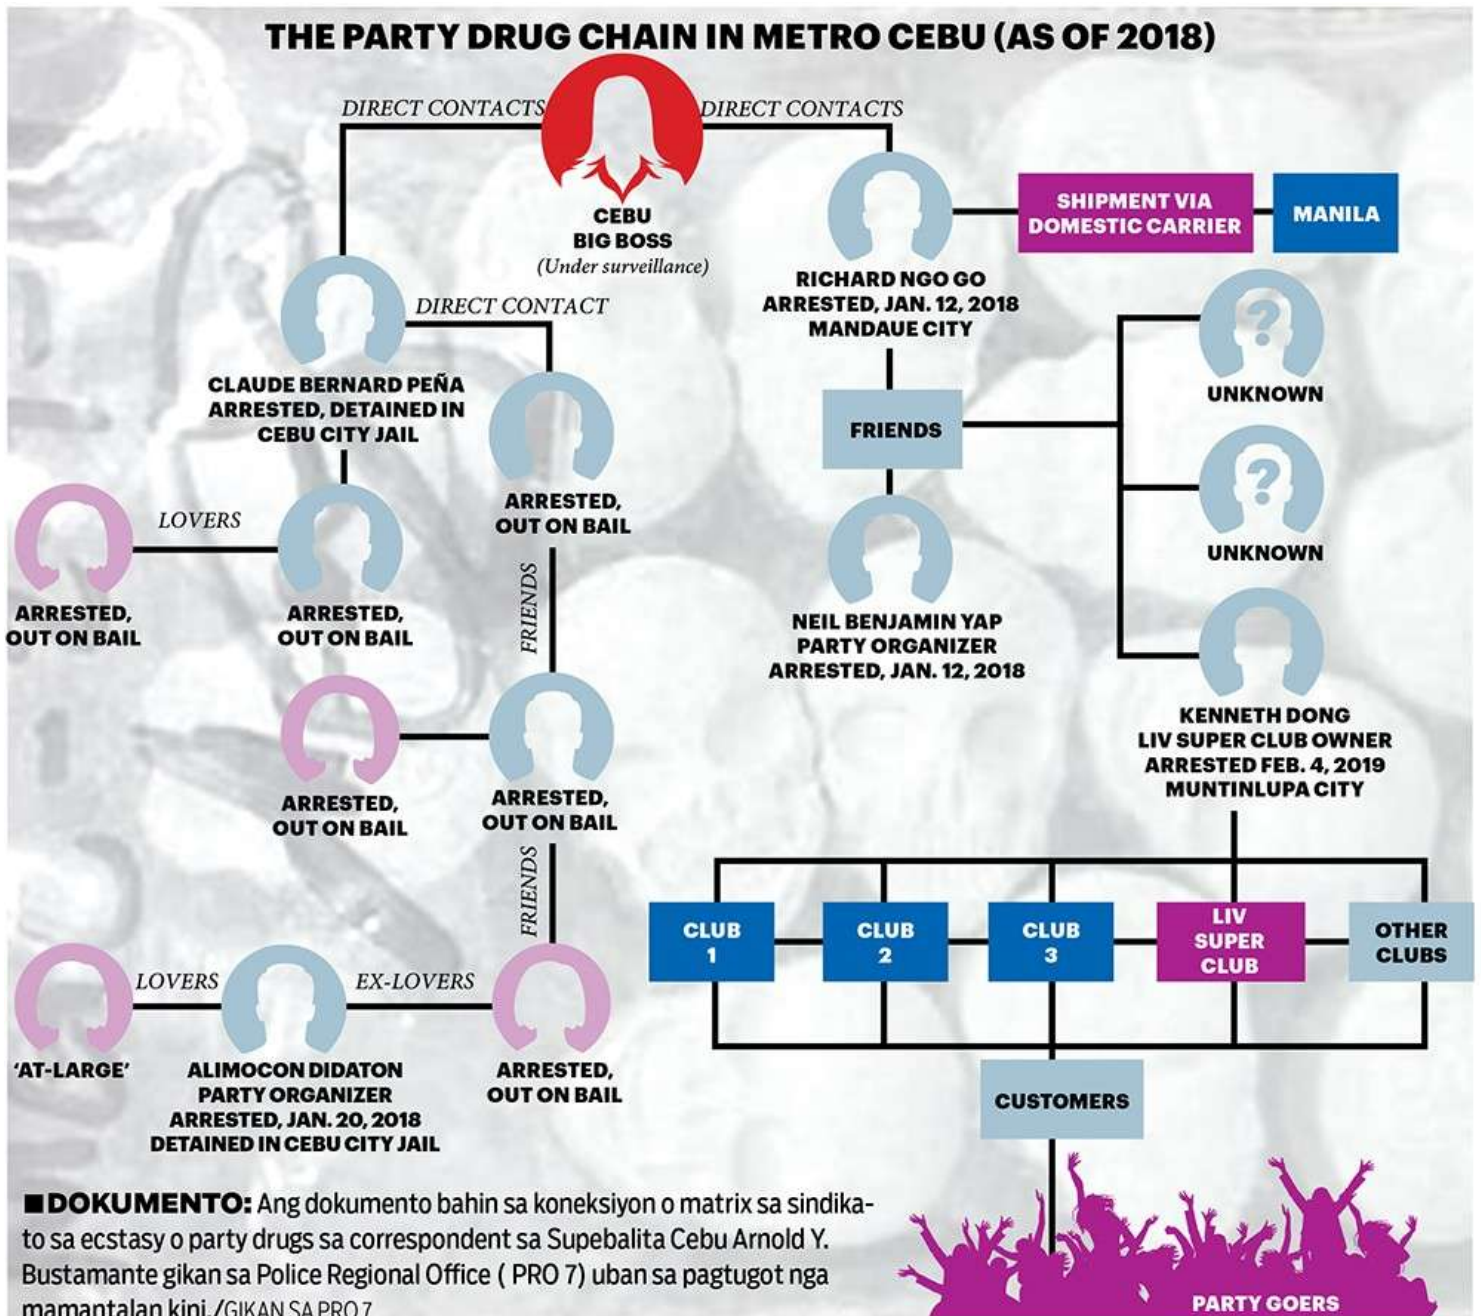 THE PARTY DRUG CHAIN IN METRO CEBU (AS OF 2018)
DIRECT CONTACTS
DIRECT CONTACTS
CEBU
BIG BOSS
(Under surveillance)
SHIPMENT VIA
DOMESTIC CARRIER
MANILA
RICHARD NGO GO
ARRESTED, JAN. 12, 2018
MANDAUE CITY
DIRECT CONTACT
CLAUDE BERNARD PEÑA
ARRESTED, DETAINED IN
CEBU CITY JAIL
ARRESTED,
OUT ON BAIL
LOVERS
ARRESTED,
OUT ON BAIL
ARRESTED,
OUT ON BAIL
FRIENDS
ARRESTED,
OUT ON BAIL
ARRESTED,
OUT ON BAIL
FRIENDS
LOVERS
EX-LOVERS
'AT-LARGE'
ALIMOCON DIDATON
PARTY ORGANIZER
ARRESTED, JAN. 20, 2018
DETAINED IN CEBU CITY JAIL
ARRESTED,
OUT ON BAIL
FRIENDS
?
UNKNOWN
?
UNKNOWN
NEIL BENJAMIN YAP
PARTY ORGANIZER
ARRESTED, JAN. 12, 2018
KENNETH DONG
LIV SUPER CLUB OWNER
ARRESTED FEB. 4, 2019
MUNTINLUPA CITY
CLUB
1
CLUB
2
CLUB
3
LIV
SUPER
CLUB
OTHER
CLUBS
CUSTOMERS
PARTY GOERS
■DOKUMENTO: Ang dokumento bahin sa koneksiyon o matrix sa sindika-
to sa ecstasy o party drugs sa correspondent sa Supebalita Cebu Arnold Y.
Bustamante gikan sa Police Regional Office ( PRO 7) uban sa pagtugot nga
mamantalan kini./GIKAN SA PRO 7